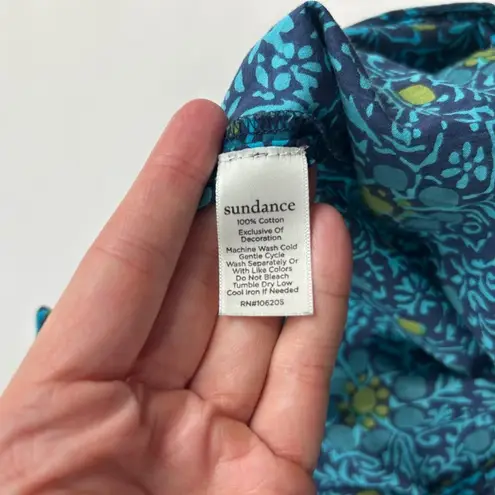 sundance
100% Cotton
Exclusive Of
Decoration
Machine Wash Cold
Gentle Cycle
Wash Separately Or
With Like Colors
Do Not Bleach
Tumble Dry Low
Cool Iron If Needed
RN#106205